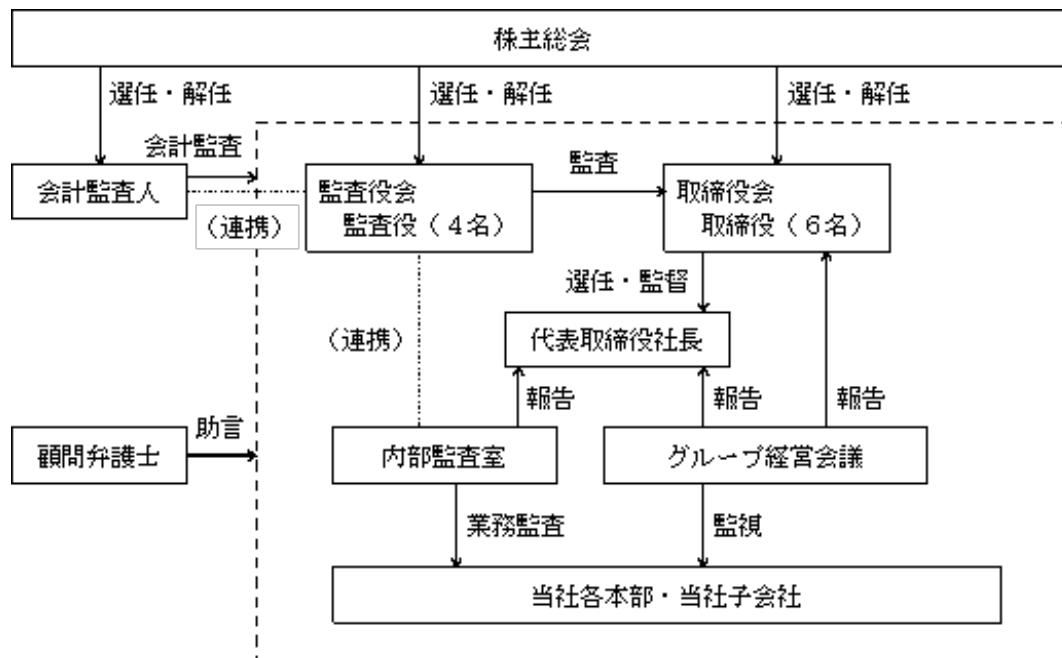 株主総会
選任・解任
選任・解任
選任・解任
会計監査
会計監査人
監査役会
監査役(4名)
監査
取締役会
取締役(6名)
(連携)
選任・監督
(連携)
代表取締役社長
報告
報告
報告
助言
顧問弁護士
内部監査室
グループ経営会議
業務監査
監視
当社各本部・当社子会社